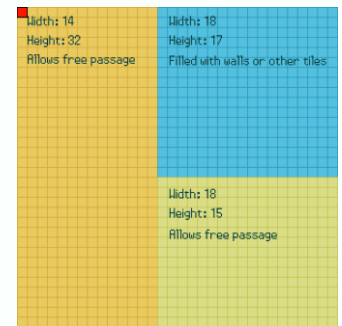 Width: 14
Height: 32
Allows free passage
Width: 18
Height: 17
Filled with walls or other tiles
Width: 18
Height: 15
Allows free passage